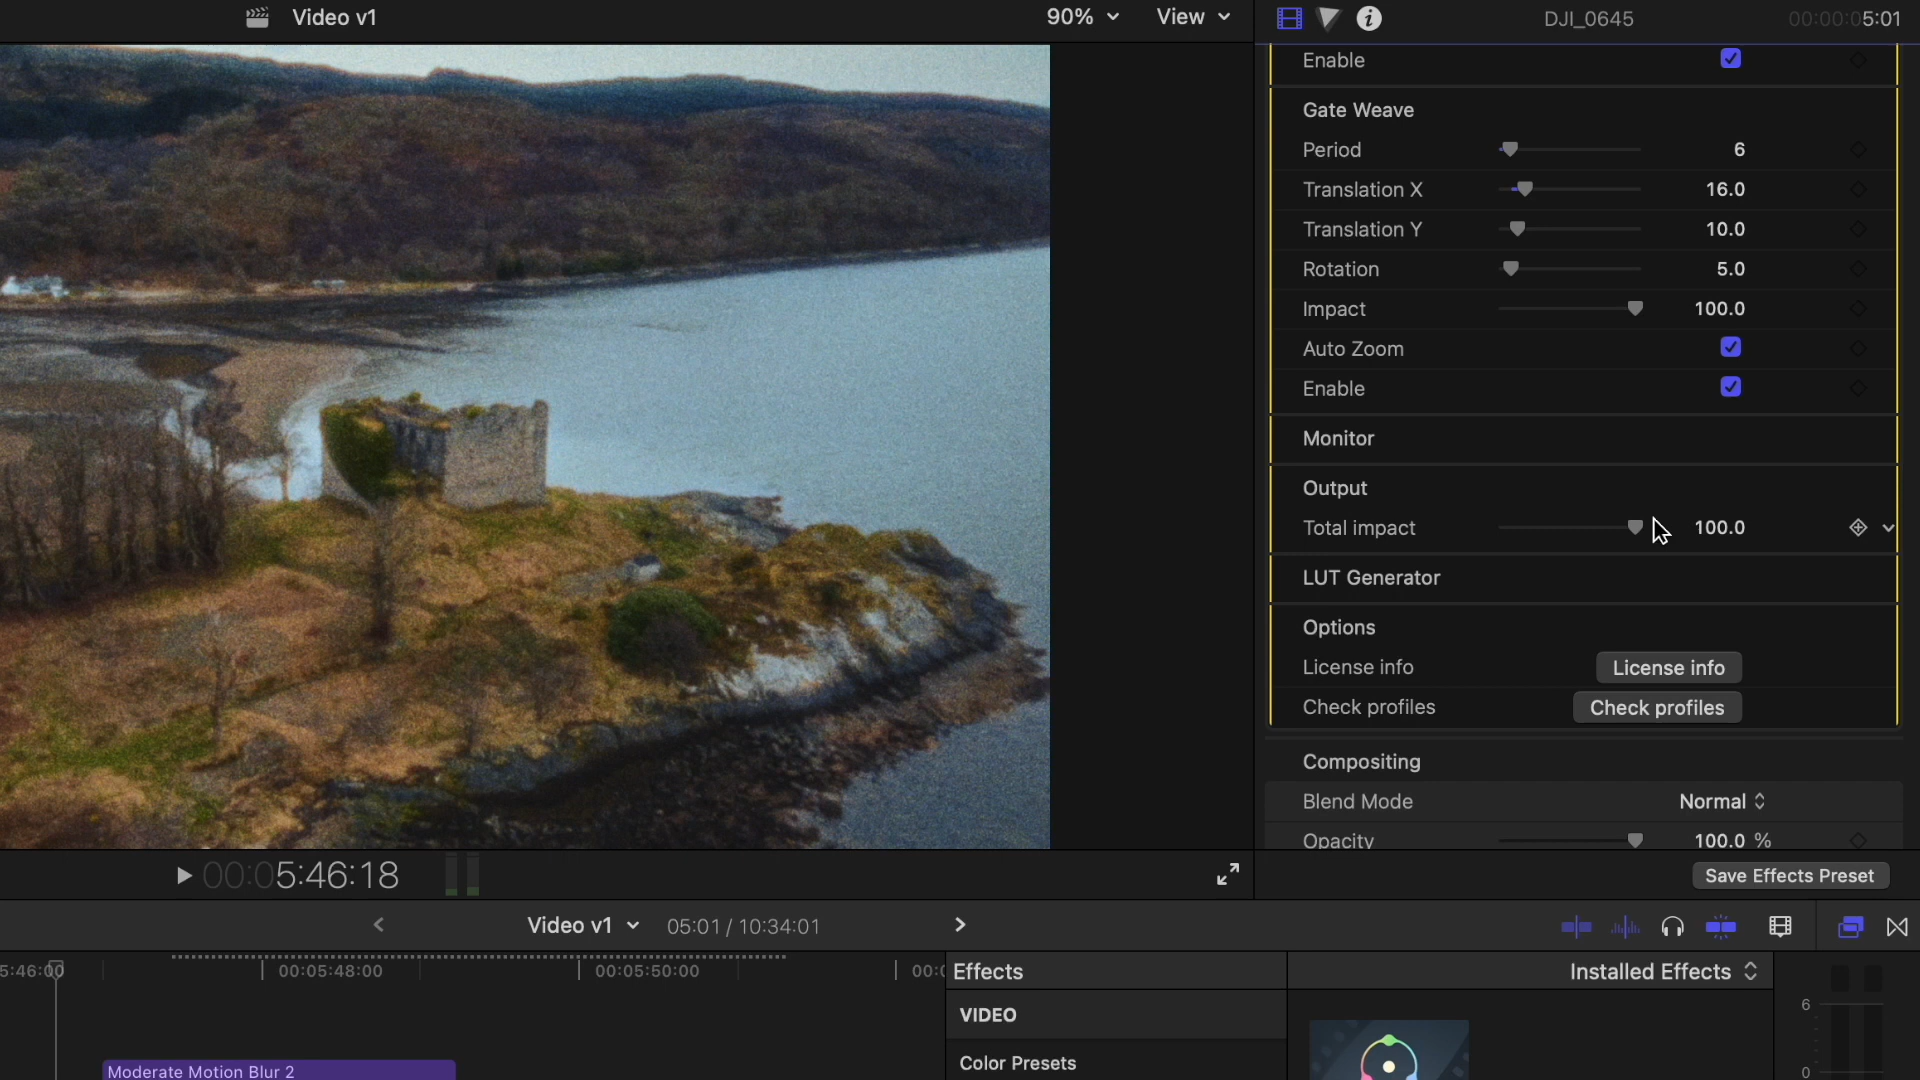 Video v1
90%
View
DJI_0645
00:00:05:01
Enable
Gate Weave
Period 6
Translation X 16.0
Translation Y 10.0
Rotation 5.0
Impact 100.0
Auto Zoom
Enable
Monitor
Output
Total impact 100.0
LUT Generator
Options
License info License info
Check profiles Check profiles
Compositing
Blend Mode Normal
Opacity 100.0 %
00:05:46:18
Save Effects Preset
Video v1 05:01 / 10:34:01
5:46:00 00:05:48:00 00:05:50:00 00:0
Effects
Installed Effects
VIDEO
Color Presets
Moderate Motion Blur 2
6
0